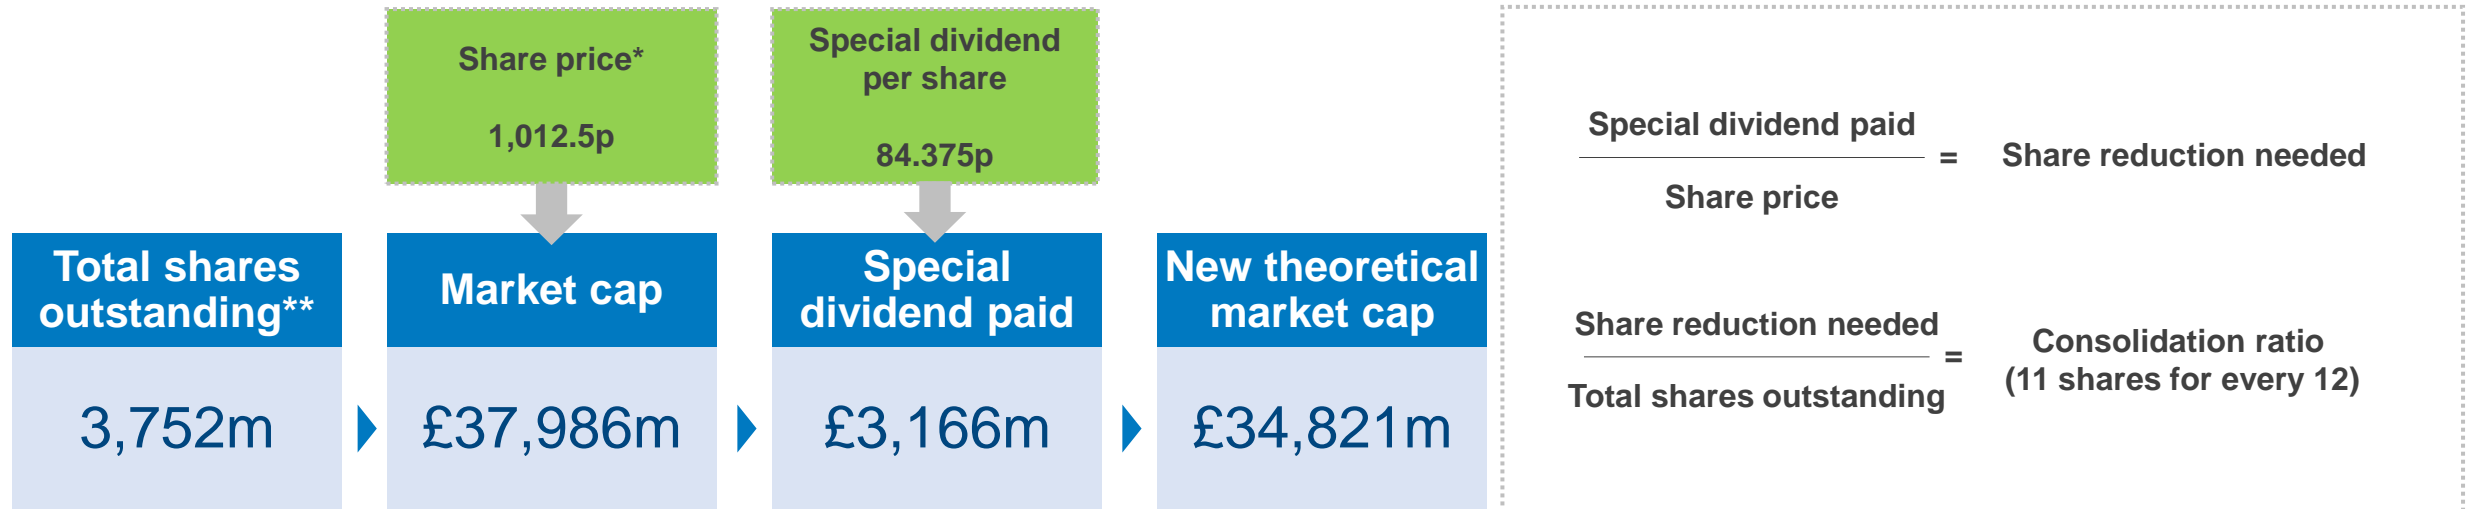 Share price*
1,012.5p
Special dividend
per share
84.375p
Total shares
outstanding**
3,752m
Market cap
£37,986m
Special
dividend paid
£3,166m
New theoretical
market cap
£34,821m
Special dividend paid
Share price
=
Share reduction needed
Share reduction needed
Total shares outstanding
=
Consolidation ratio
(11 shares for every 12)